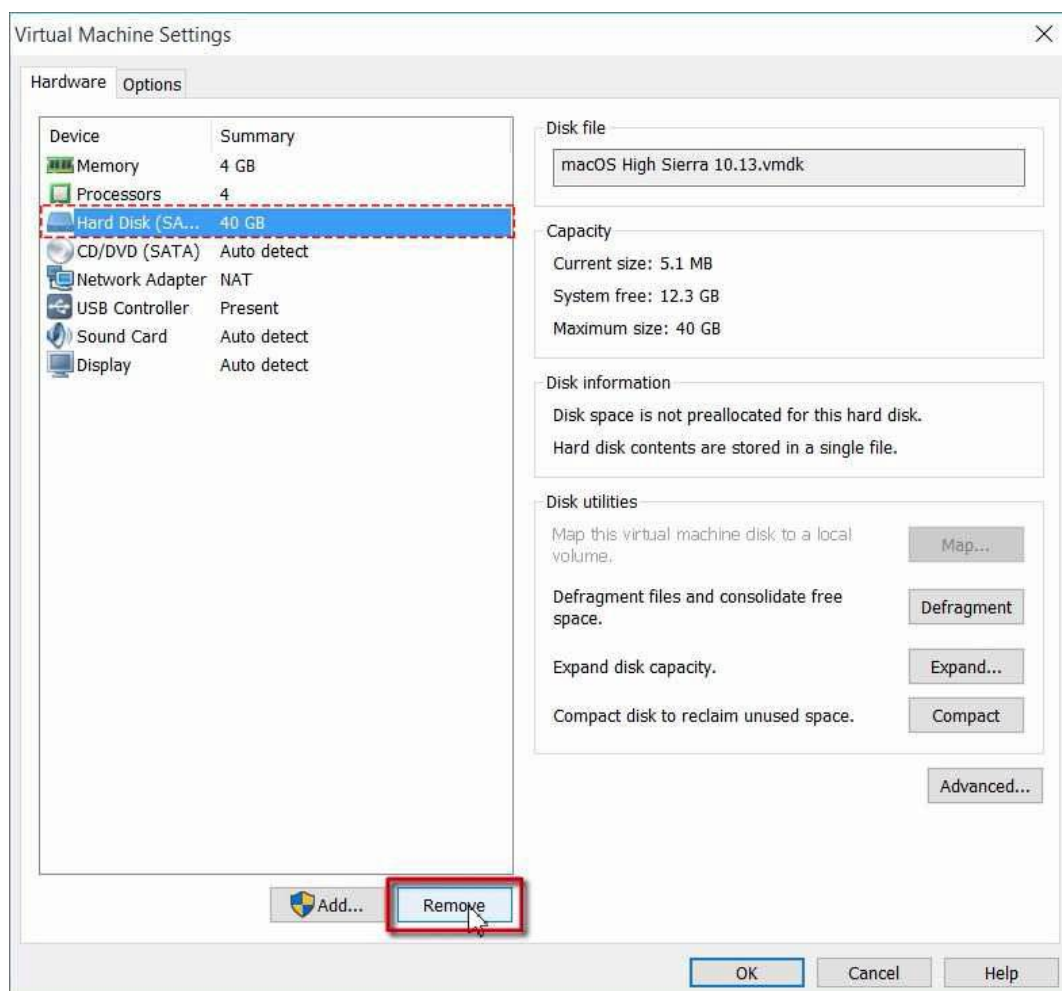 Virtual Machine Settings
Hardware Options
Device Summary
Memory 4 GB
Processors 4
Hard Disk (SA... 40 GB
CD/DVD (SATA) Auto detect
Network Adapter NAT
USB Controller Present
Sound Card Auto detect
Display Auto detect
Add... Remove
Disk file
macOS High Sierra 10.13.vmdk
Capacity
Current size: 5.1 MB
System free: 12.3 GB
Maximum size: 40 GB
Disk information
Disk space is not preallocated for this hard disk.
Hard disk contents are stored in a single file.
Disk utilities
Map this virtual machine disk to a local
volume.
Map...
Defragment files and consolidate free
space.
Defragment
Expand disk capacity.
Expand...
Compact disk to reclaim unused space.
Compact
Advanced...
OK Cancel Help